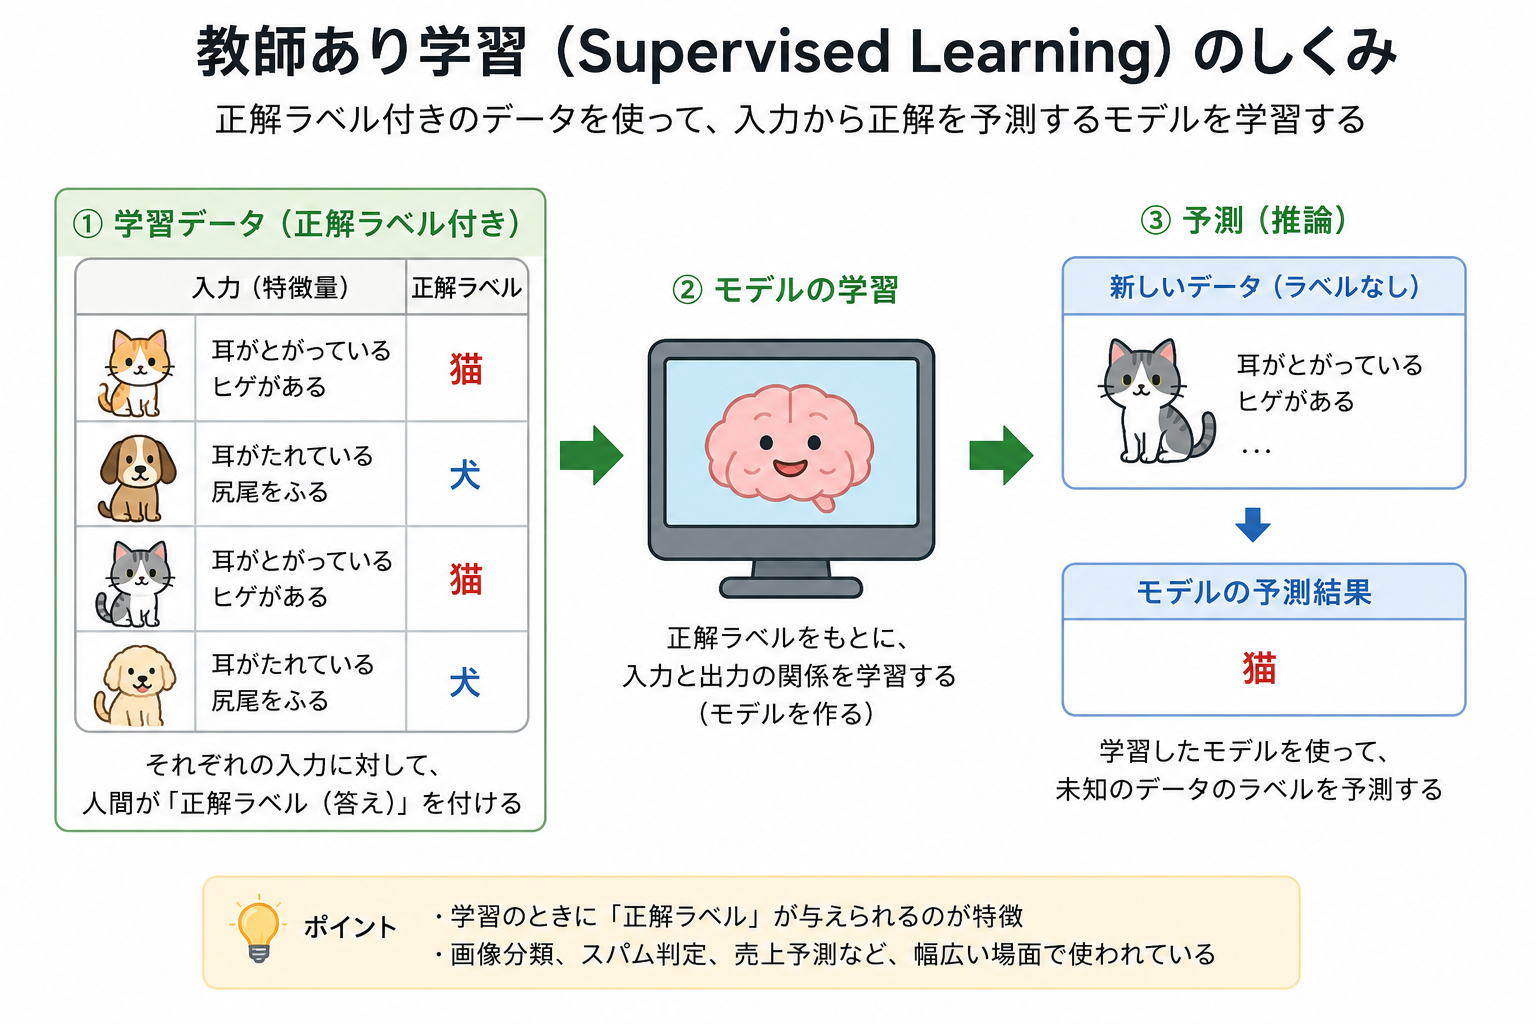 教師あり学習（Supervised Learning）のしくみ
正解ラベル付きのデータを使って、入力から正解を予測するモデルを学習する
① 学習データ（正解ラベル付き）
入力（特徴量）
正解ラベル
耳がとがっている
ヒゲがある
猫
耳がたれている
尻尾をふる
犬
耳がとがっている
ヒゲがある
猫
耳がたれている
尻尾をふる
犬
それぞれの入力に対して、
人間が「正解ラベル（答え）」を付ける
② モデルの学習
正解ラベルをもとに、
入力と出力の関係を学習する
（モデルを作る）
③ 予測（推論）
新しいデータ（ラベルなし）
耳がとがっている
ヒゲがある
…
モデルの予測結果
猫
学習したモデルを使って、
未知のデータのラベルを予測する
ポイント
・学習のときに「正解ラベル」が与えられるのが特徴
・画像分類、スパム判定、売上予測など、幅広い場面で使われている